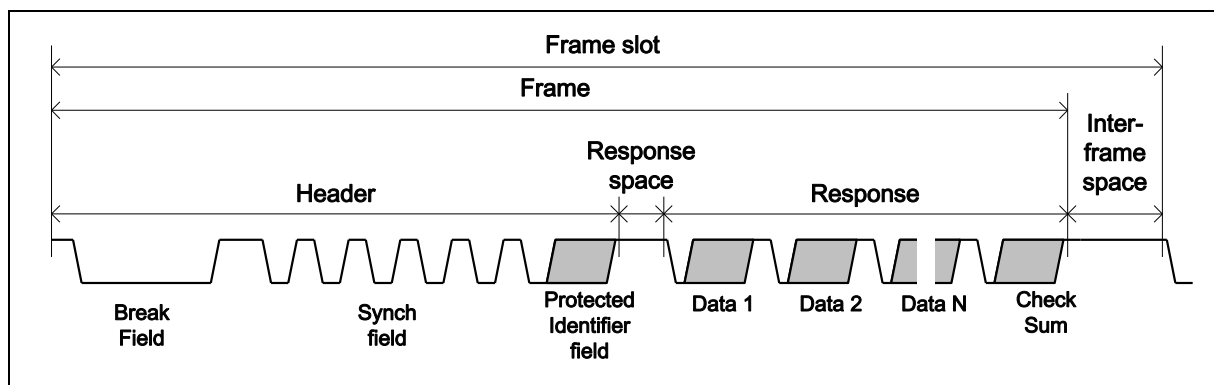 Frame slot
Frame
Inter-
frame
space
Response
space
Header
Response
Break
Field
Synch
field
Protected
Identifier
field
Data 1
Data 2
Data N
Check
Sum